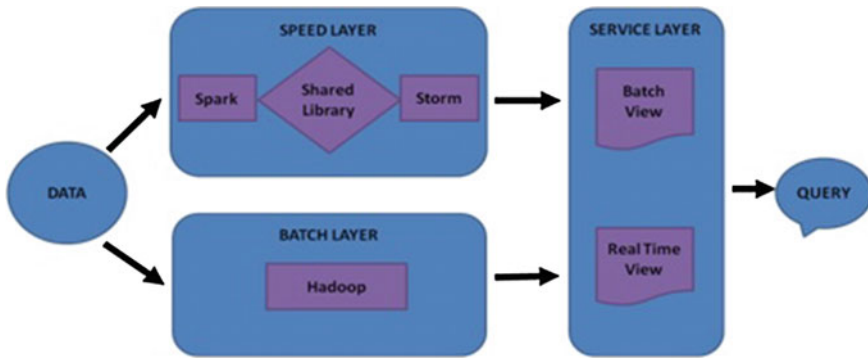 DATA
SPEED LAYER
Spark
Shared
Library
Storm
BATCH LAYER
Hadoop
SERVICE LAYER
Batch
View
Real Time
View
QUERY